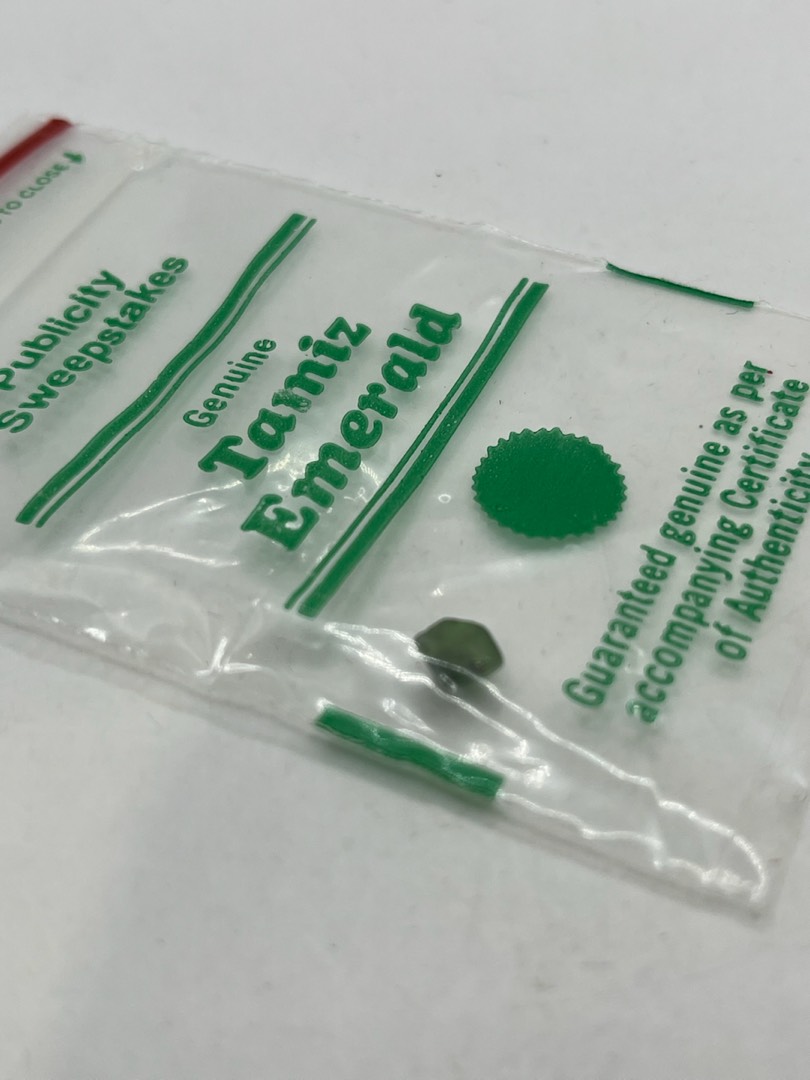 TO CLOSE
Publicity
Sweepstakes
Genuine
Tamiz
Emerald
Guaranteed genuine as per
accompanying Certificate
of Authenticity